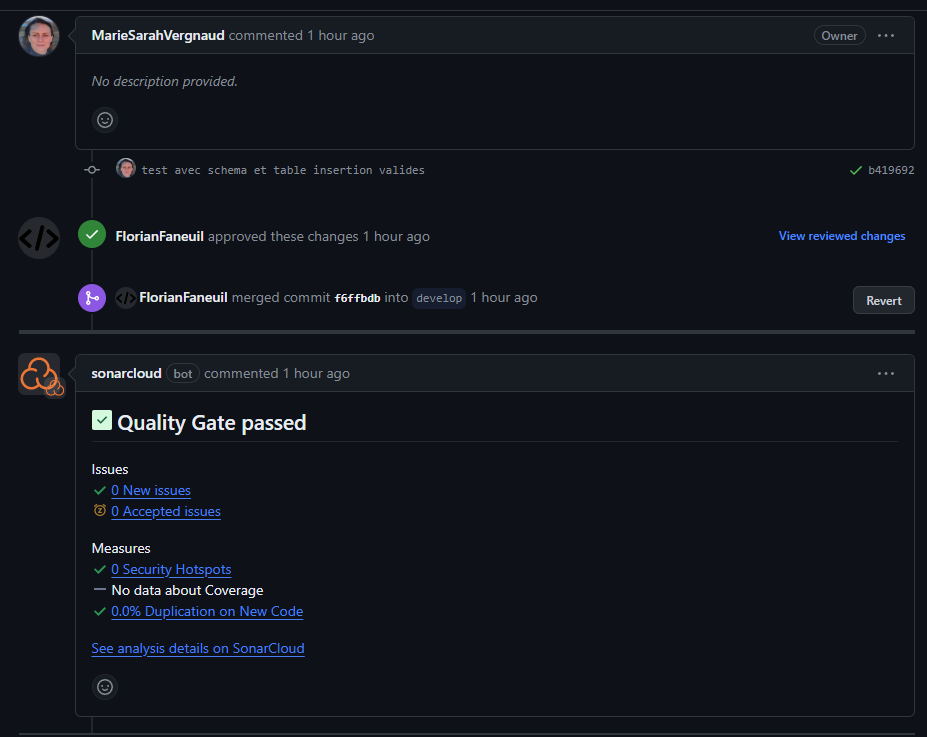 MarieSarahVergnaud commented 1 hour ago Owner ...
No description provided.
test avec schema et table insertion valides b419692
FlorianFaneuil approved these changes 1 hour ago View reviewed changes
FlorianFaneuil merged commit f6ffbdb into develop 1 hour ago Revert
sonarcloud bot commented 1 hour ago ...
Quality Gate passed
Issues
0 New issues
0 Accepted issues
Measures
0 Security Hotspots
No data about Coverage
0.0% Duplication on New Code
See analysis details on SonarCloud